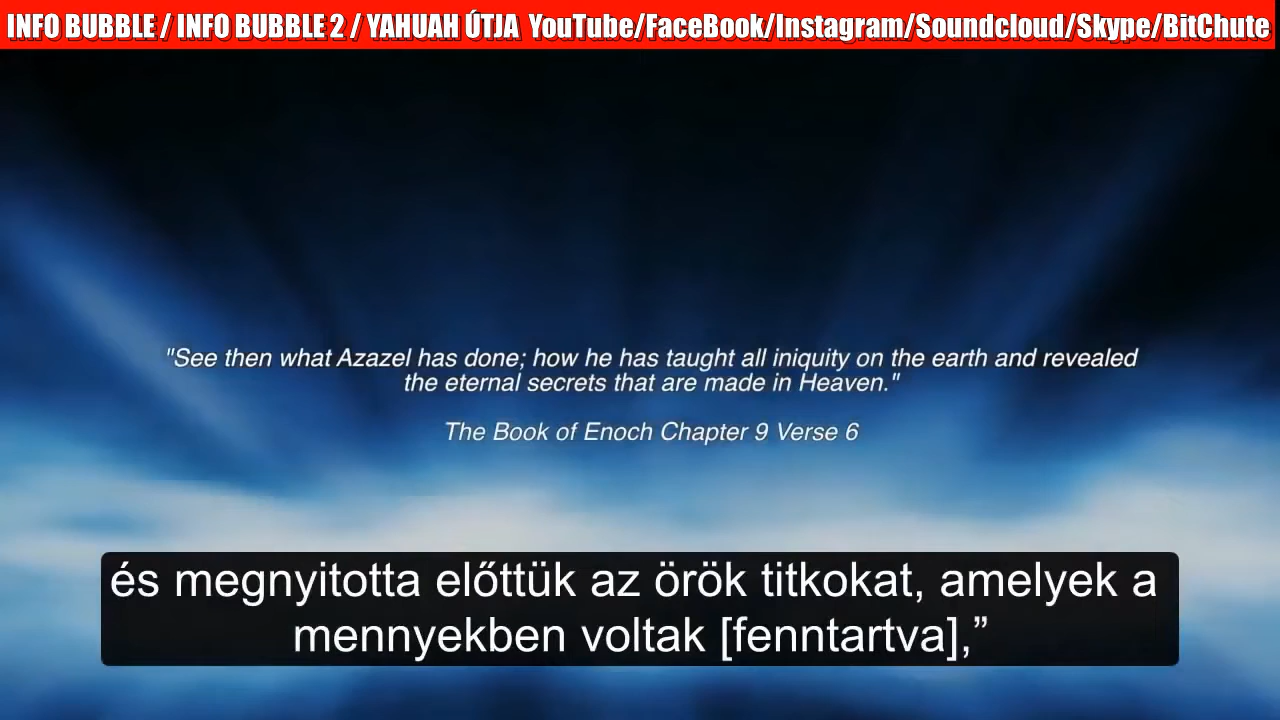 INFO BUBBLE / INFO BUBBLE 2 / YAHUAH ÚTJA YouTube/FaceBook/Instagram/Soundcloud/Skype/BitChute
"See then what Azazel has done; how he has taught all iniquity on the earth and revealed
the eternal secrets that are made in Heaven."
The Book of Enoch Chapter 9 Verse 6
és megnyitotta előttük az örök titkokat, amelyek a
mennyekben voltak [fenntartva],”